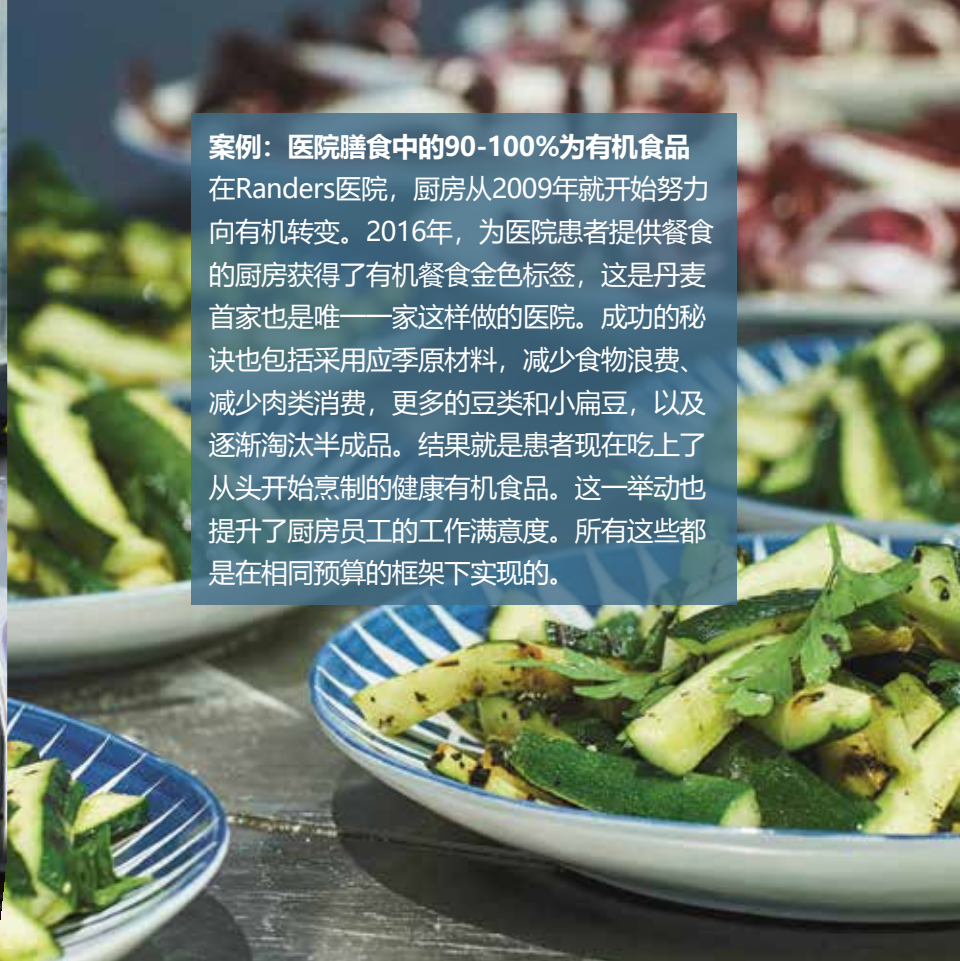 案例：医院膳食中的90-100%为有机食品
在Randers医院，厨房从2009年就开始努力
向有机转变。2016年，为医院患者提供餐食
的厨房获得了有机餐食金色标签，这是丹麦
首家也是唯一一家这样做的医院。成功的秘
诀也包括采用应季原材料，减少食物浪费、
减少肉类消费，更多的豆类和小扁豆，以及
逐渐淘汰半成品。结果就是患者现在吃上了
从头开始烹制的健康有机食品。这一举动也
提升了厨房员工的工作满意度。所有这些都
是在相同预算的框架下实现的。